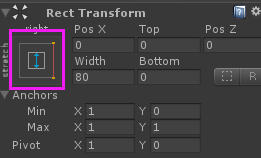 Rect Transform
right Pos X Top Pos Z
stretch 0 0 0
Width Bottom
80 0
R
Anchors
Min X 1 Y 0
Max X 1 Y 1
Pivot X 1 Y 0